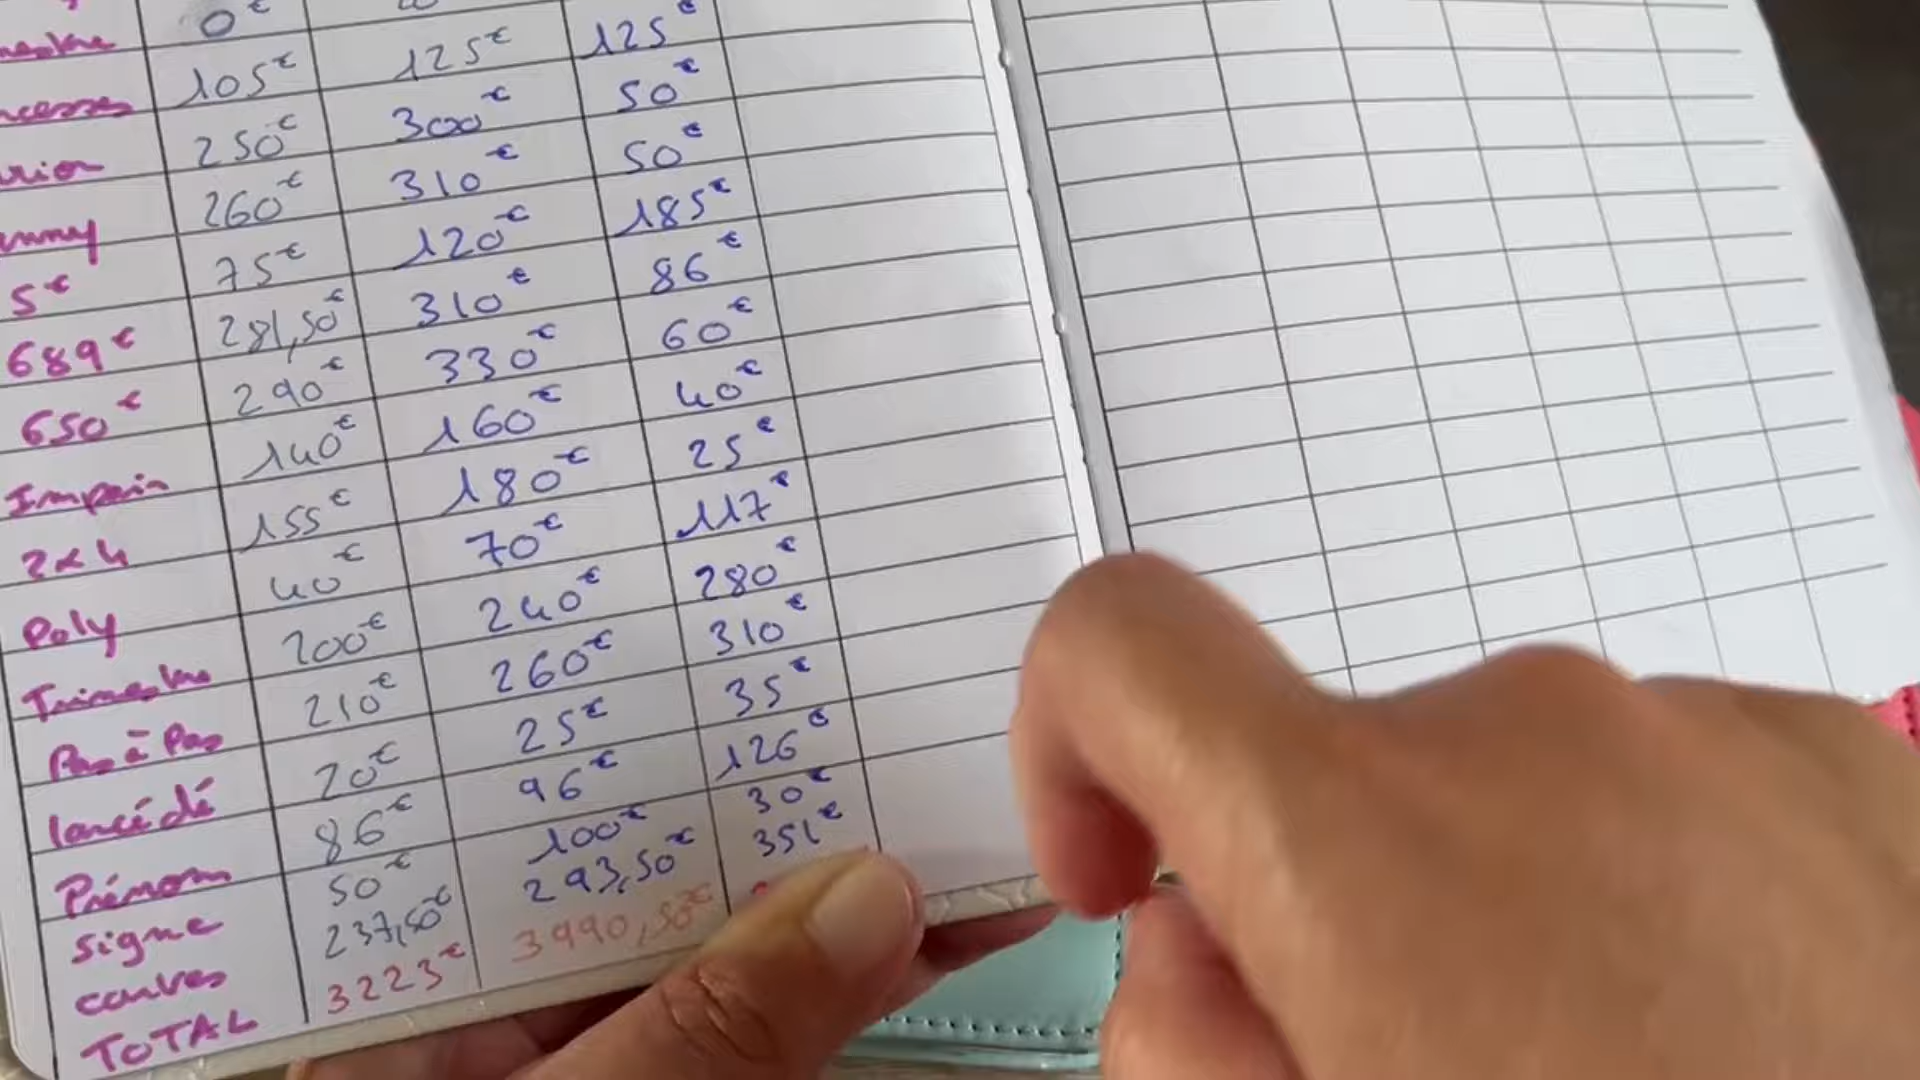 0€
105€ 125€ 125€
250€ 300€ 50€
260€ 310€ 50€
5€ 75€ 120€ 185€
689€ 281,50€ 310€ 86€
650€ 290€ 330€ 60€
Impair 140€ 160€ 40€
2x4 155€ 180€ 25€
Poly 40€ 70€ 117€
Trimestre 200€ 240€ 280€
Pas à Pas 210€ 260€ 310€
lancé dé 20€ 25€ 35€
Prénom 86€ 96€ 126€
signe 50€ 100€ 30€
237,50€ 293,50€ 351€
TOTAL 3223€ 3990,50€